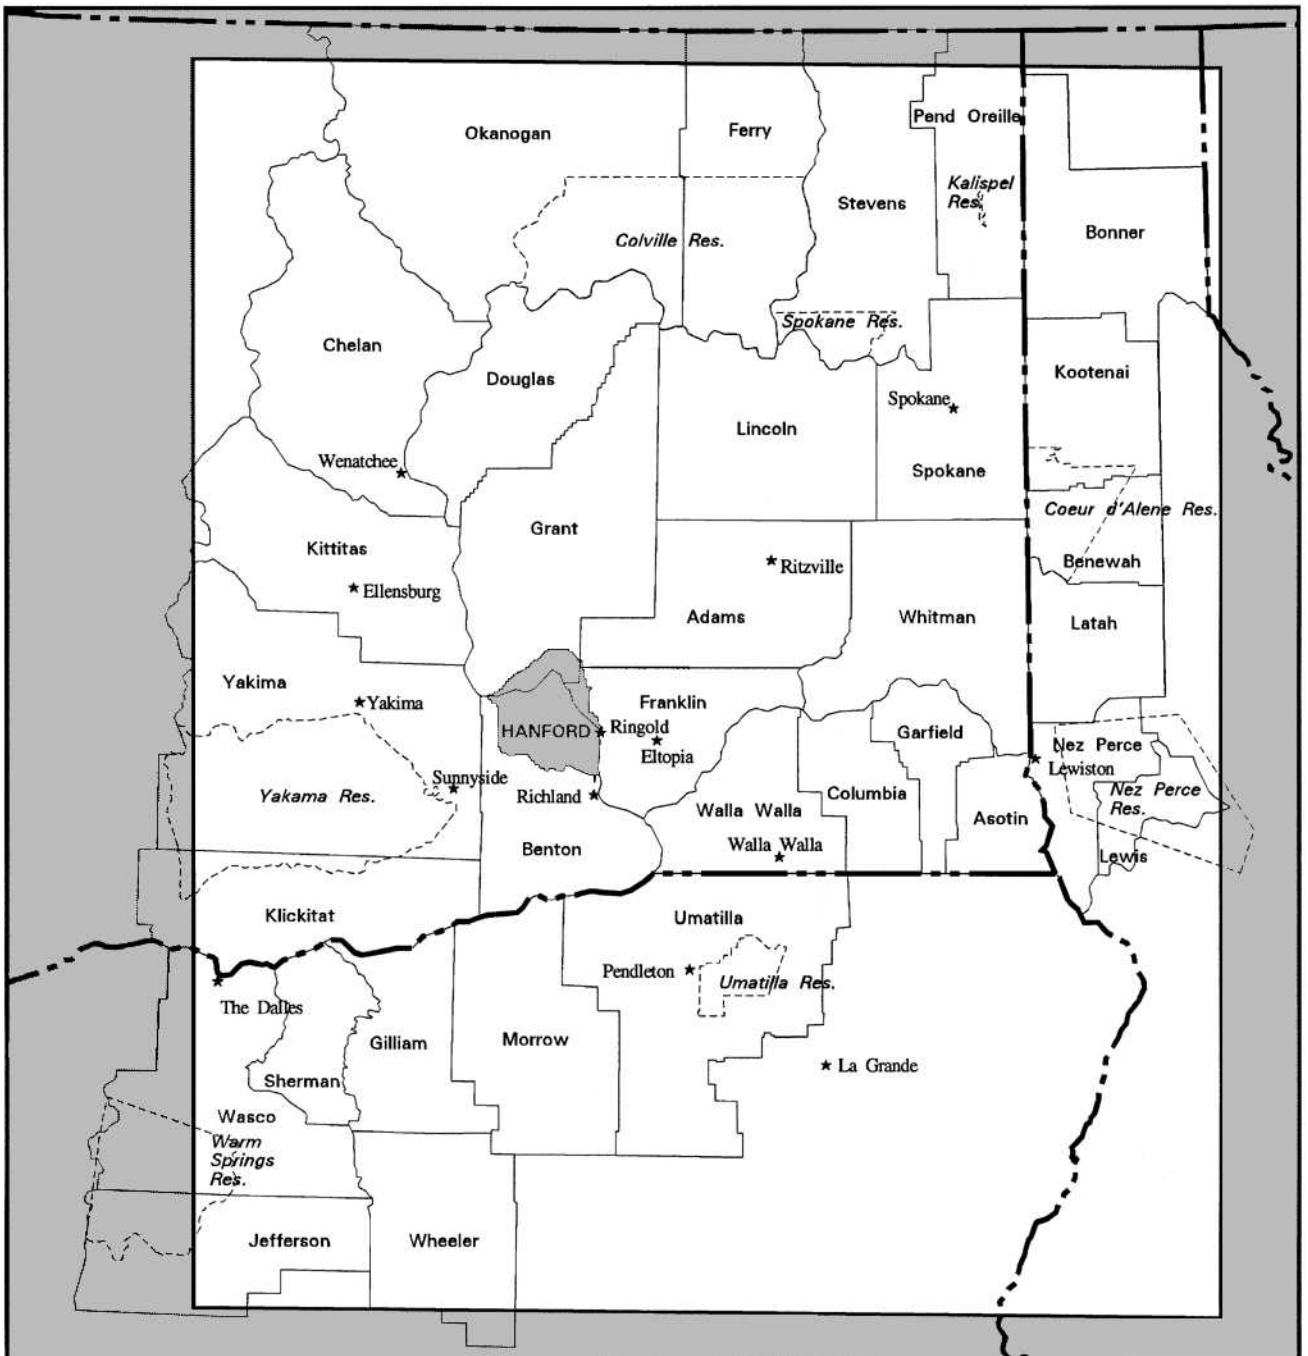 Okanogan
Ferry
Pend Oreille
Kalispel
Res.
Stevens
Bonner
Colville Res.
Spokane Res.
Chelan
Douglas
Kootenai
Spokane
Lincoln
Wenatchee
Spokane
Coeur d'Alene Res.
Grant
Kittitas
Ritzville
Benewah
Ellensburg
Adams
Whitman
Latah
Yakima
Yakima
Franklin
HANFORD
Ringold
Eltopia
Garfield
Nez Perce
Lewiston
Sunnyside
Yakama Res.
Richland
Walla Walla
Columbia
Nez Perce
Res.
Asotin
Benton
Walla Walla
Lewis
Klickitat
Umatilla
Pendleton
Umatilla Res.
The Dalles
Gilliam
Morrow
La Grande
Sherman
Wasco
Warm
Springs
Res.
Jefferson
Wheeler